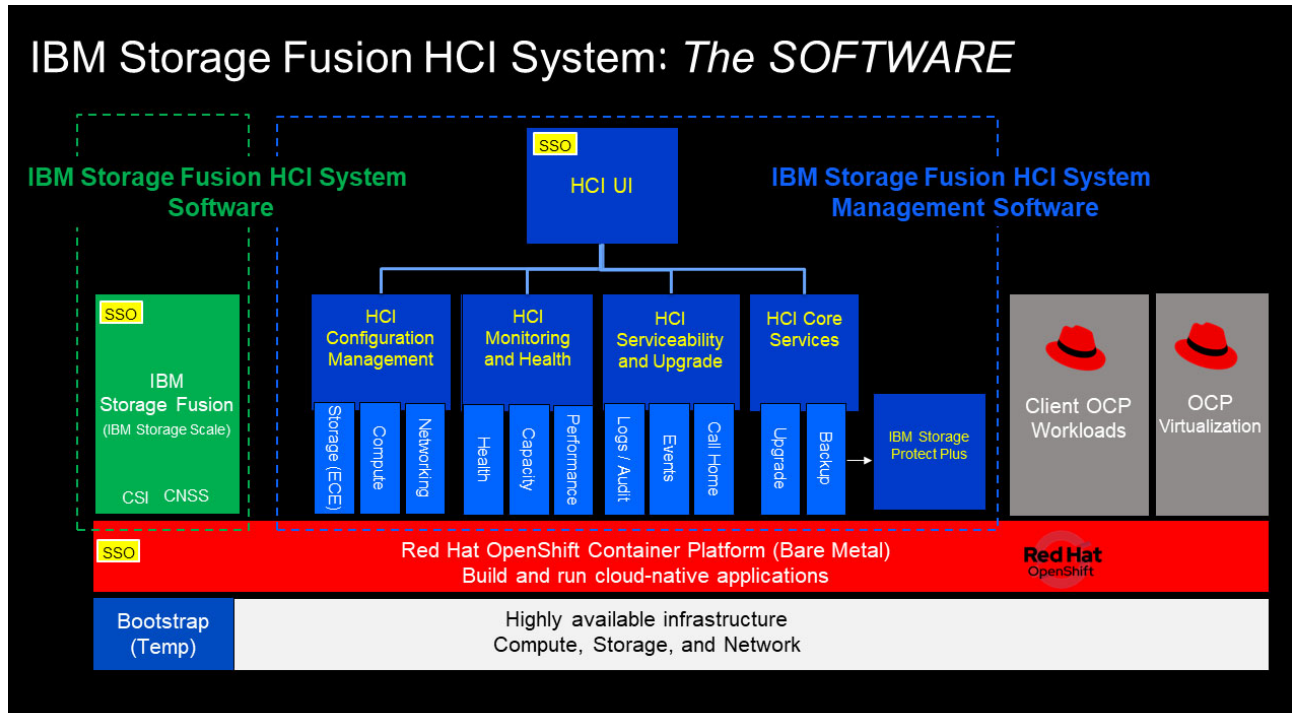 IBM Storage Fusion HCI System: The SOFTWARE
IBM Storage Fusion HCI System
Software
SSO
HCI UI
IBM Storage Fusion HCI System
Management Software
SSO
IBM
Storage Fusion
(IBM Storage Scale)
CSI CNSS
HCI
Configuration
Management
Storage (ECE)
Compute
Networking
HCI
Monitoring
and Health
Health
Capacity
Performance
HCI
Serviceability
and Upgrade
Logs / Audit
Events
Call Home
HCI Core
Services
Upgrade
Backup
IBM Storage
Protect Plus
Client OCP
Workloads
OCP
Virtualization
SSO
Red Hat OpenShift Container Platform (Bare Metal)
Build and run cloud-native applications
Red Hat
OpenShift
Bootstrap
(Temp)
Highly available infrastructure
Compute, Storage, and Network